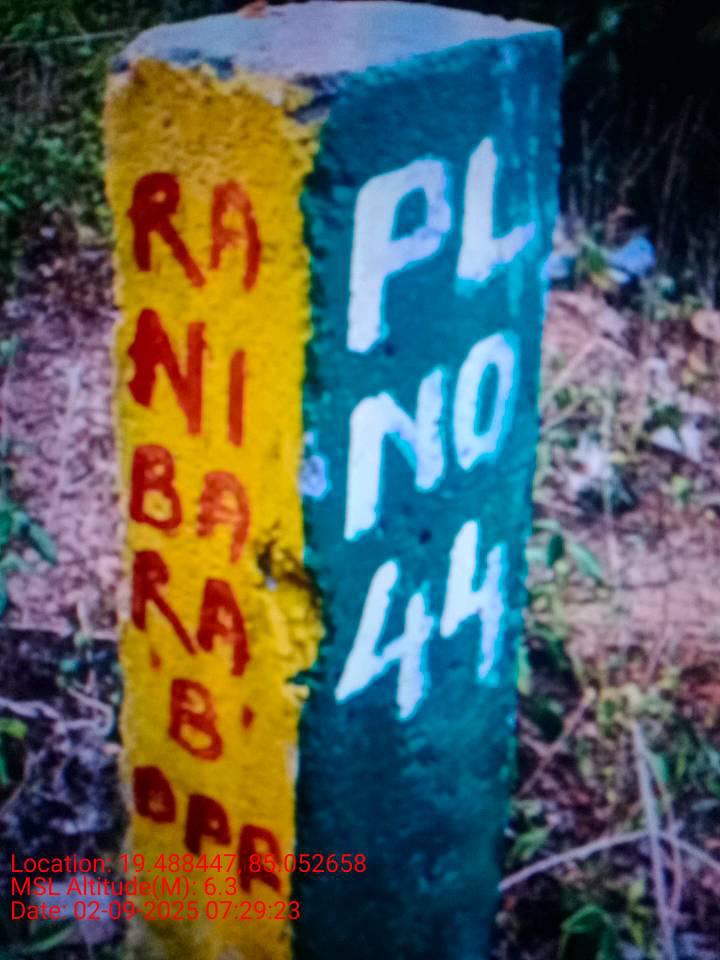 RA
NI
BA
RA
'B'
DPR
PL
NO
44
Location: 19.488447, 85.052658
MSL Altitude(M): 6.3
Date: 02-09-2025 07:29:23